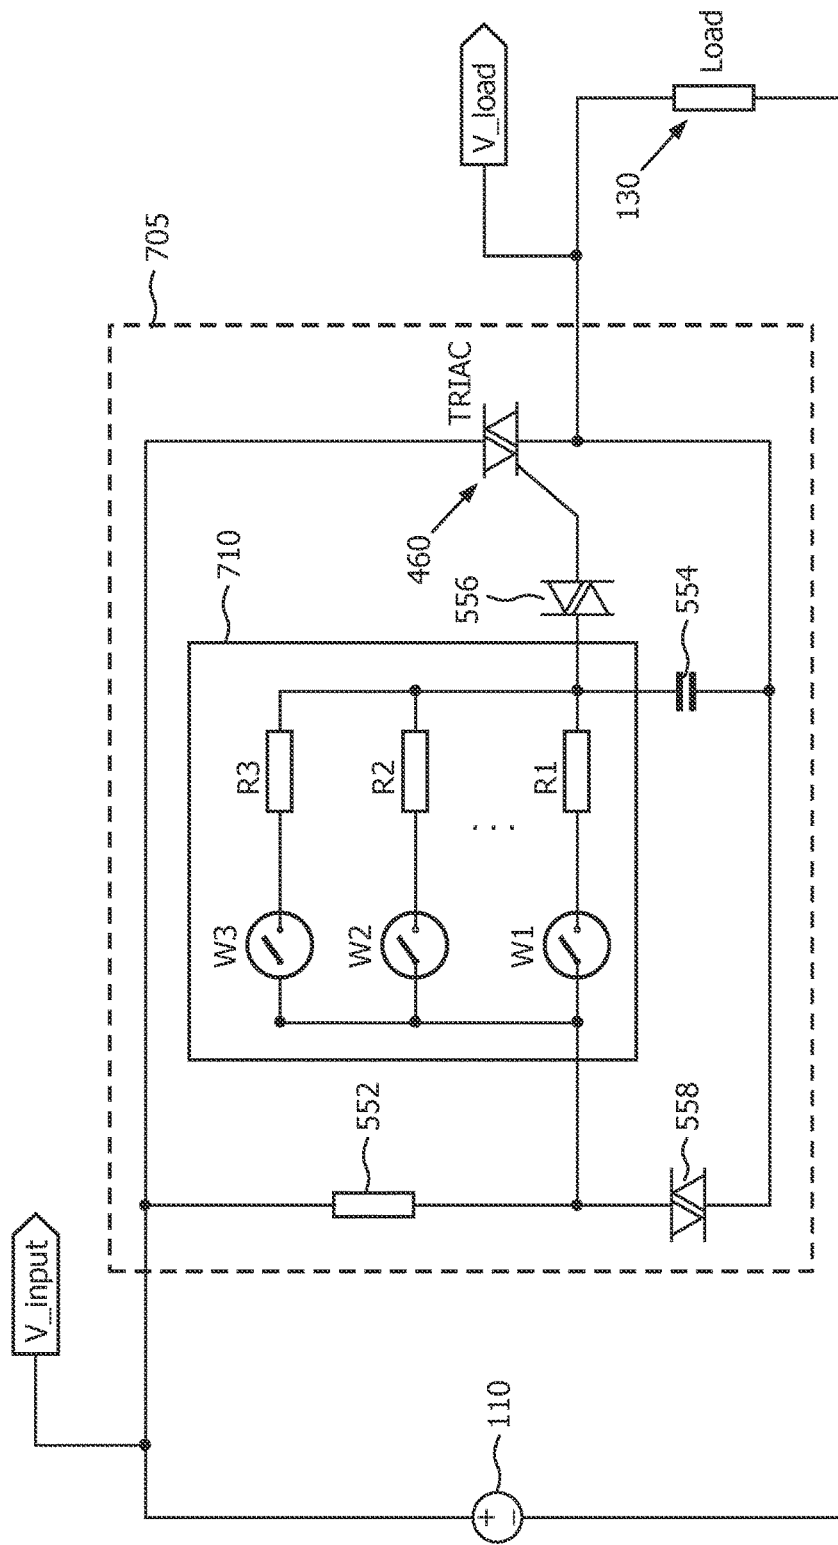 V_input
V_load
Load
130
705
TRIAC
460
710
556
554
R3
R2
R1
. . .
W3
W2
W1
552
558
110
+
−